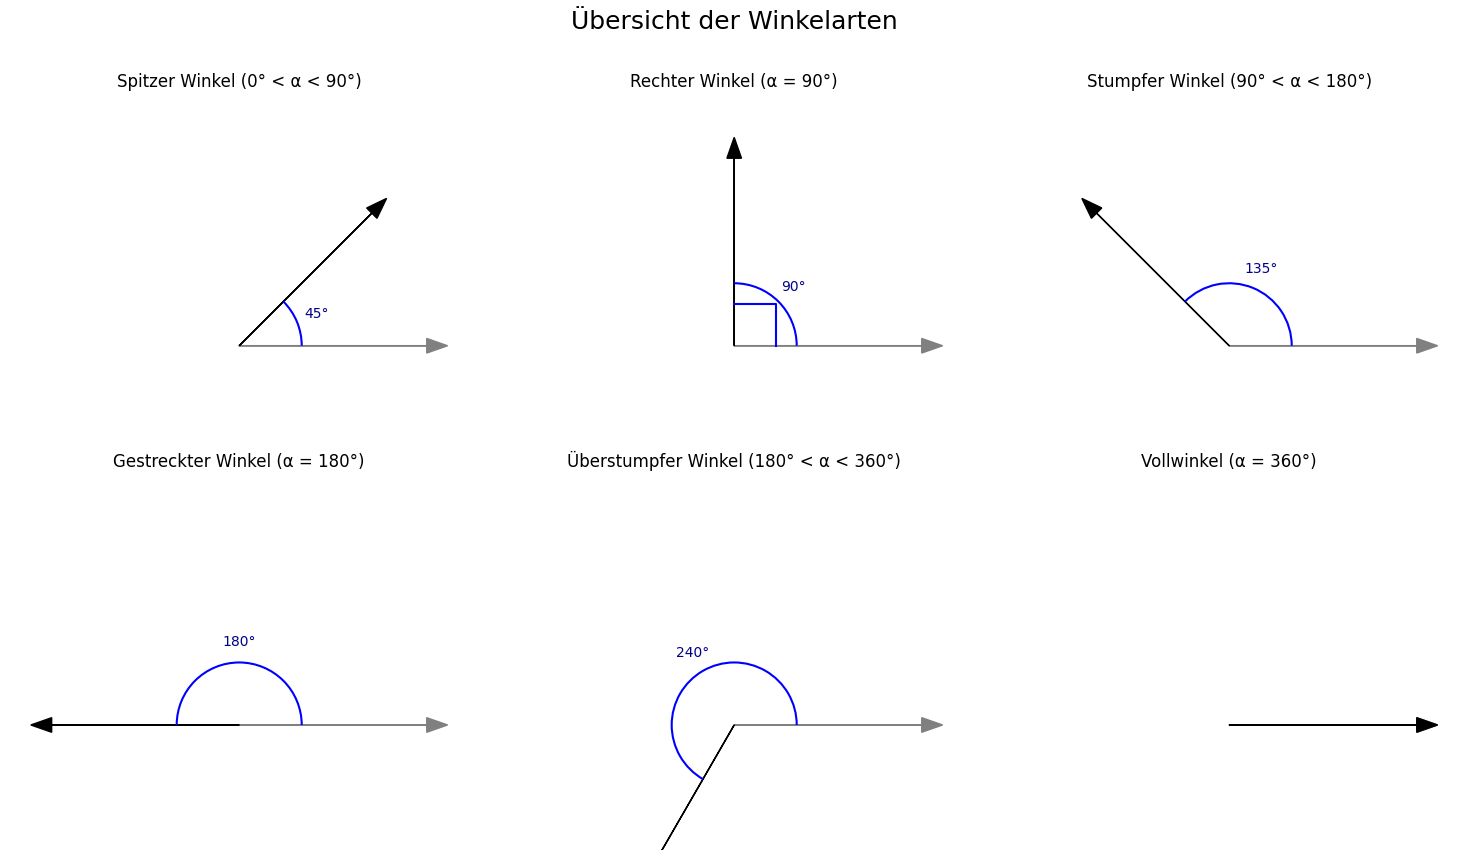 Übersicht der Winkelarten
Spitzer Winkel (0° < α < 90°)
Rechter Winkel (α = 90°)
Stumpfer Winkel (90° < α < 180°)
45°
90°
135°
Gestreckter Winkel (α = 180°)
Überstumpfer Winkel (180° < α < 360°)
Vollwinkel (α = 360°)
180°
240°